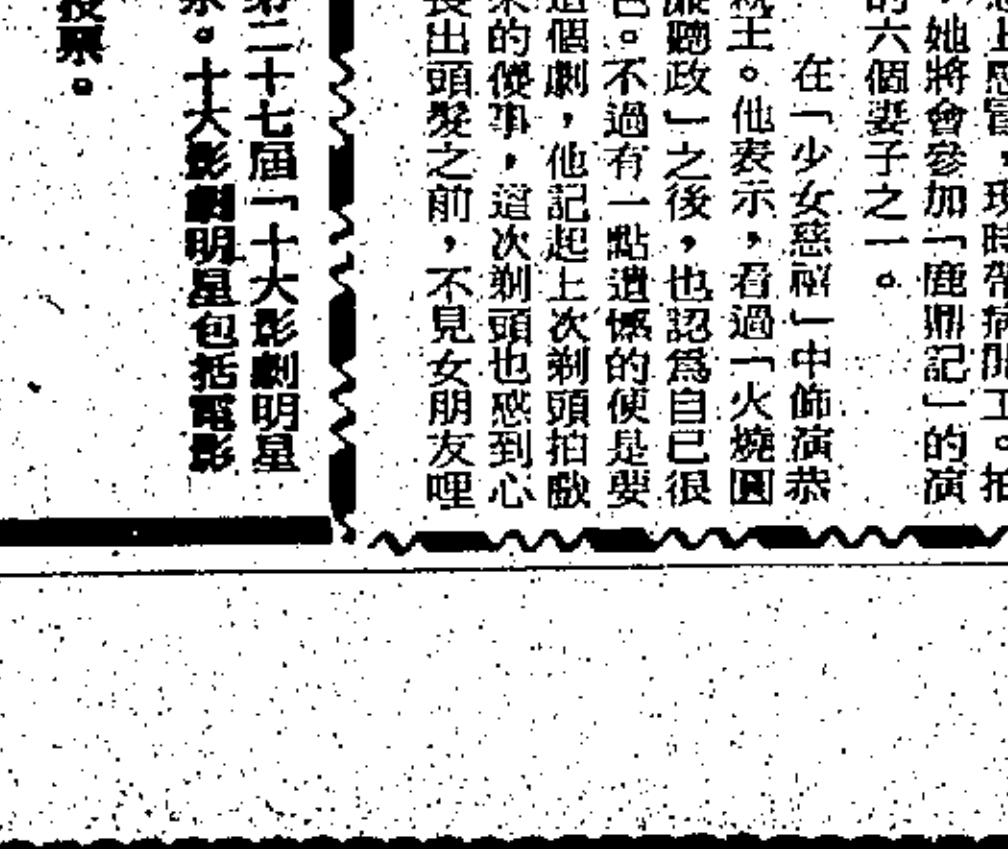 上感冒，現時帶病開工。拍
她將會參加「鹿鼎記」的演
的六個妻子之一。
在「少女慈禧」中飾演恭
親王。他表示，看過「火燒圓
簾聽政」之後，也認爲自己很
色。不過有一點遺憾的便是要
這個劇，他記起上次剃頭拍戲
來的傻事，這次剃頭也感到心
長出頭髮之前，不見女朋友哩
第二十七屆「十大影劇明星
票。十大影劇明星包括電影
投票。